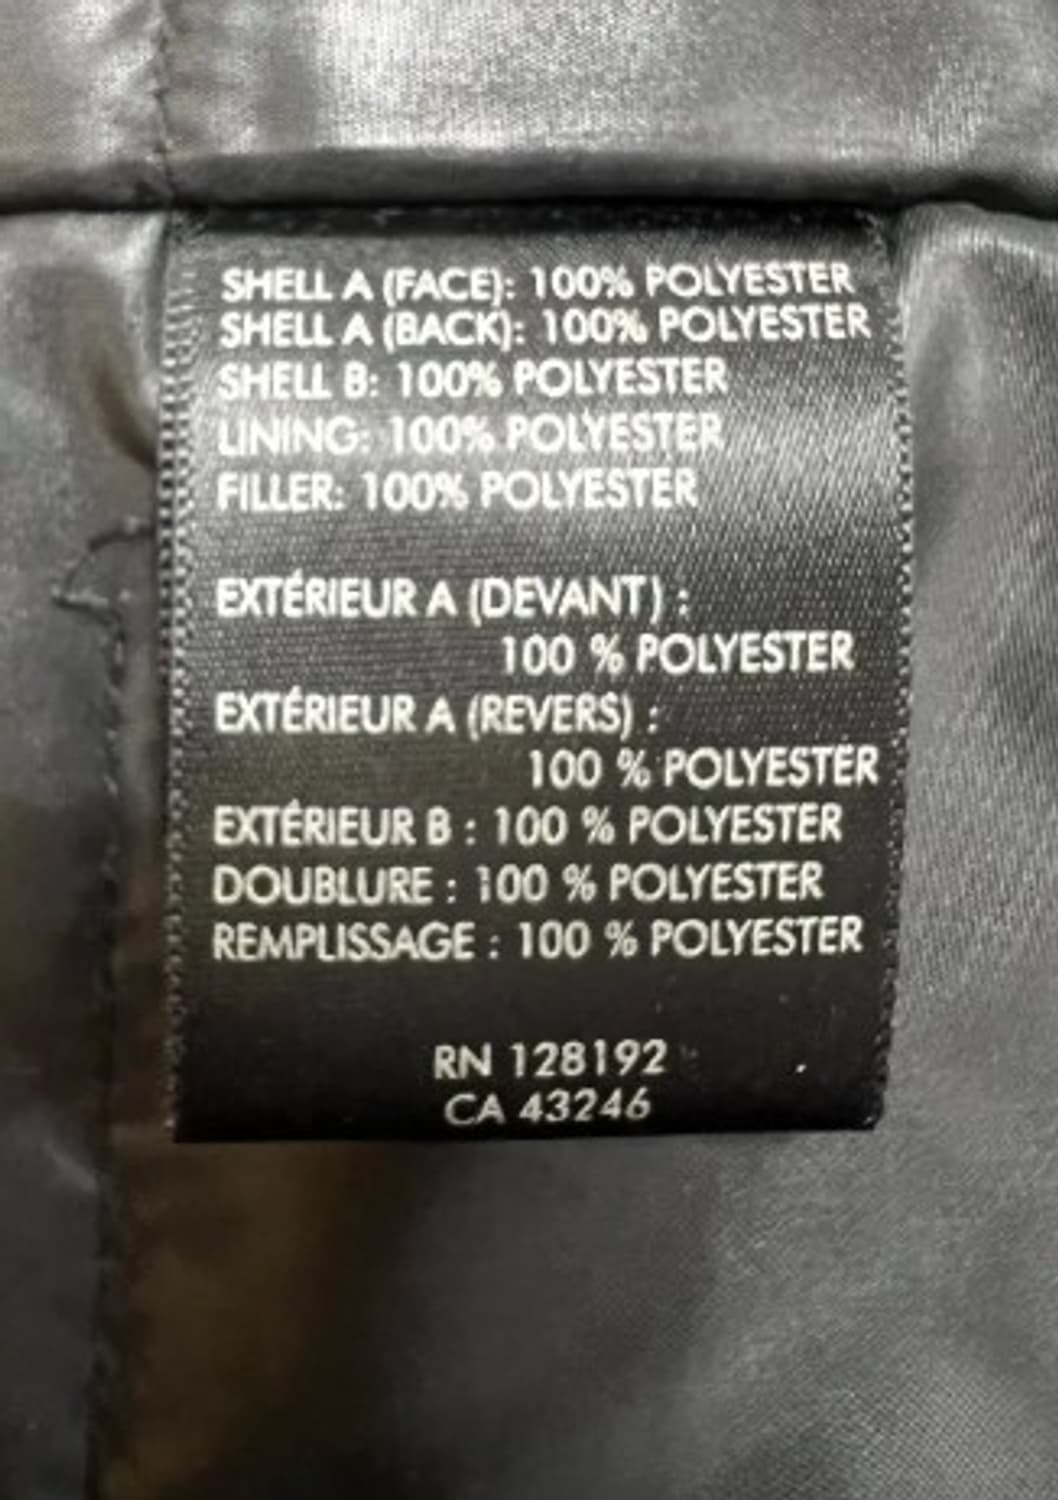 SHELL A (FACE): 100% POLYESTER
SHELL A (BACK): 100% POLYESTER
SHELL B: 100% POLYESTER
LINING: 100% POLYESTER
FILLER: 100% POLYESTER
EXTÉRIEUR A (DEVANT) :
100 % POLYESTER
EXTÉRIEUR A (REVERS) :
100 % POLYESTER
EXTÉRIEUR B : 100 % POLYESTER
DOUBLURE : 100 % POLYESTER
REMPLISSAGE : 100 % POLYESTER
RN 128192
CA 43246